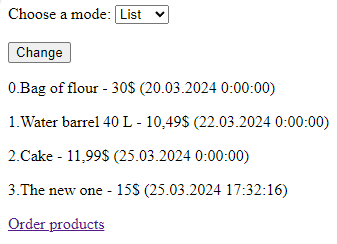 Choose a mode: List
Change
0.Bag of flour - 30$ (20.03.2024 0:00:00)
1.Water barrel 40 L - 10,49$ (22.03.2024 0:00:00)
2.Cake - 11,99$ (25.03.2024 0:00:00)
3.The new one - 15$ (25.03.2024 17:32:16)
Order products